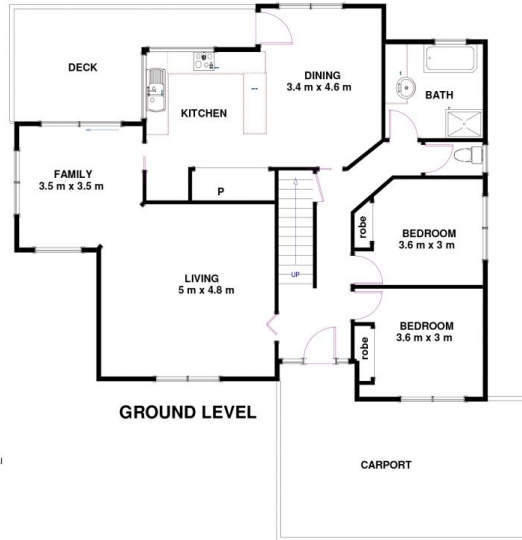 DECK
DINING
3.4 m x 4.6 m
KITCHEN
BATH
FAMILY
3.5 m x 3.5 m
P
robe
BEDROOM
3.6 m x 3 m
UP
LIVING
5 m x 4.8 m
BEDROOM
3.6 m x 3 m
robe
GROUND LEVEL
CARPORT